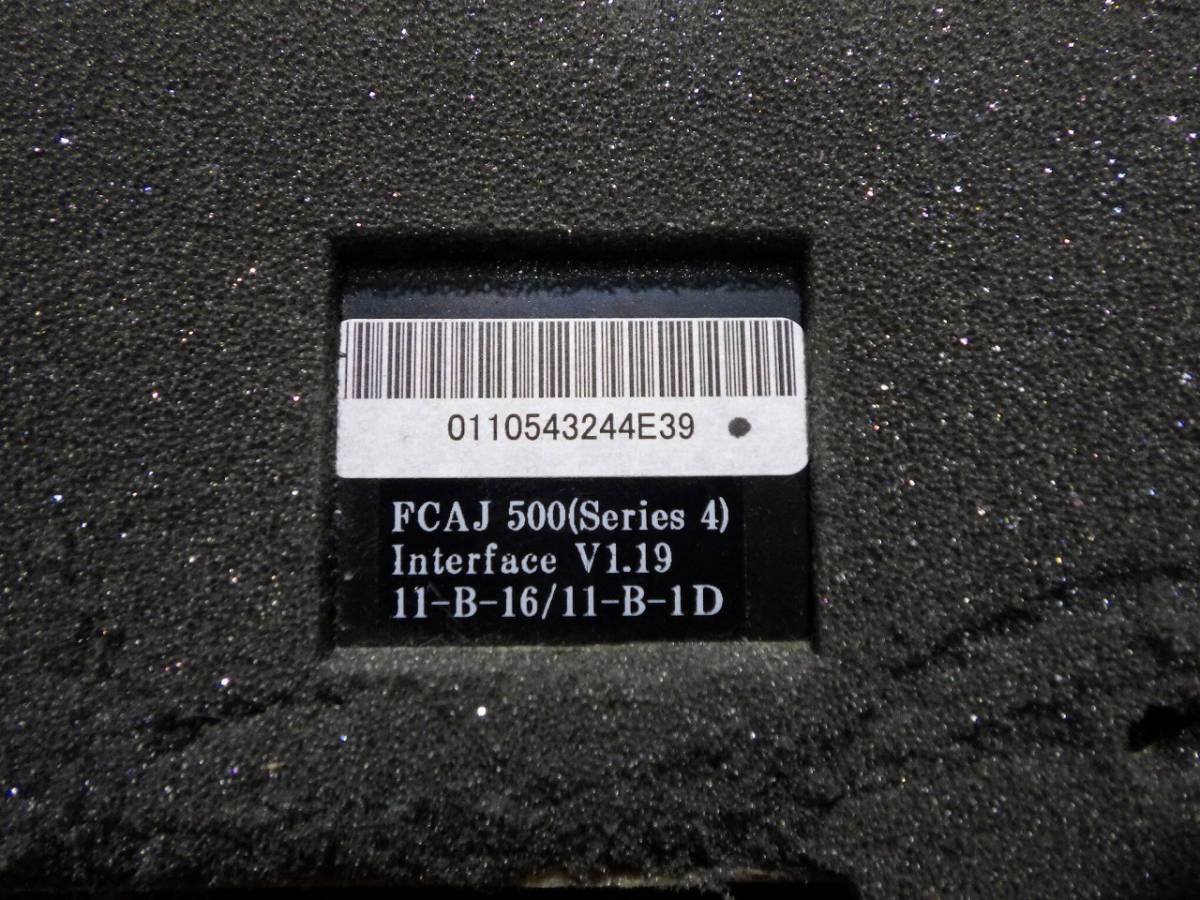 0110543244E39
FCAJ 500(Series 4)
Interface V1.19
11-B-16/11-B-1D